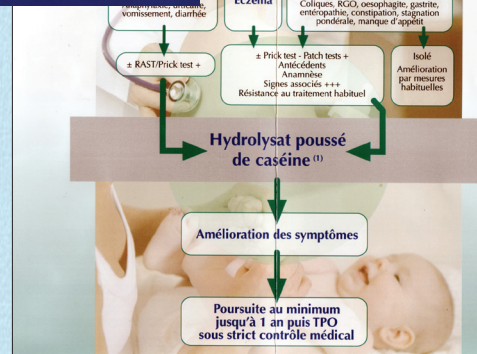 Anaphylaxie, urticaire,
vomissement, diarrhée
Eczéma
Coliques, RGO, oesophagite, gastrite,
entéropathie, constipation, stagnation
pondérale, manque d'appétit
± RAST/Prick test +
± Prick test - Patch tests +
Antécédents
Anamnèse
Signes associés +++
Résistance au traitement habituel
Isolé
Amélioration
par mesures
habituelles
Hydrolysat poussé
de caséine (1)
Amélioration des symptômes
Poursuite au minimum
jusqu'à 1 an puis TPO
sous strict contrôle médical